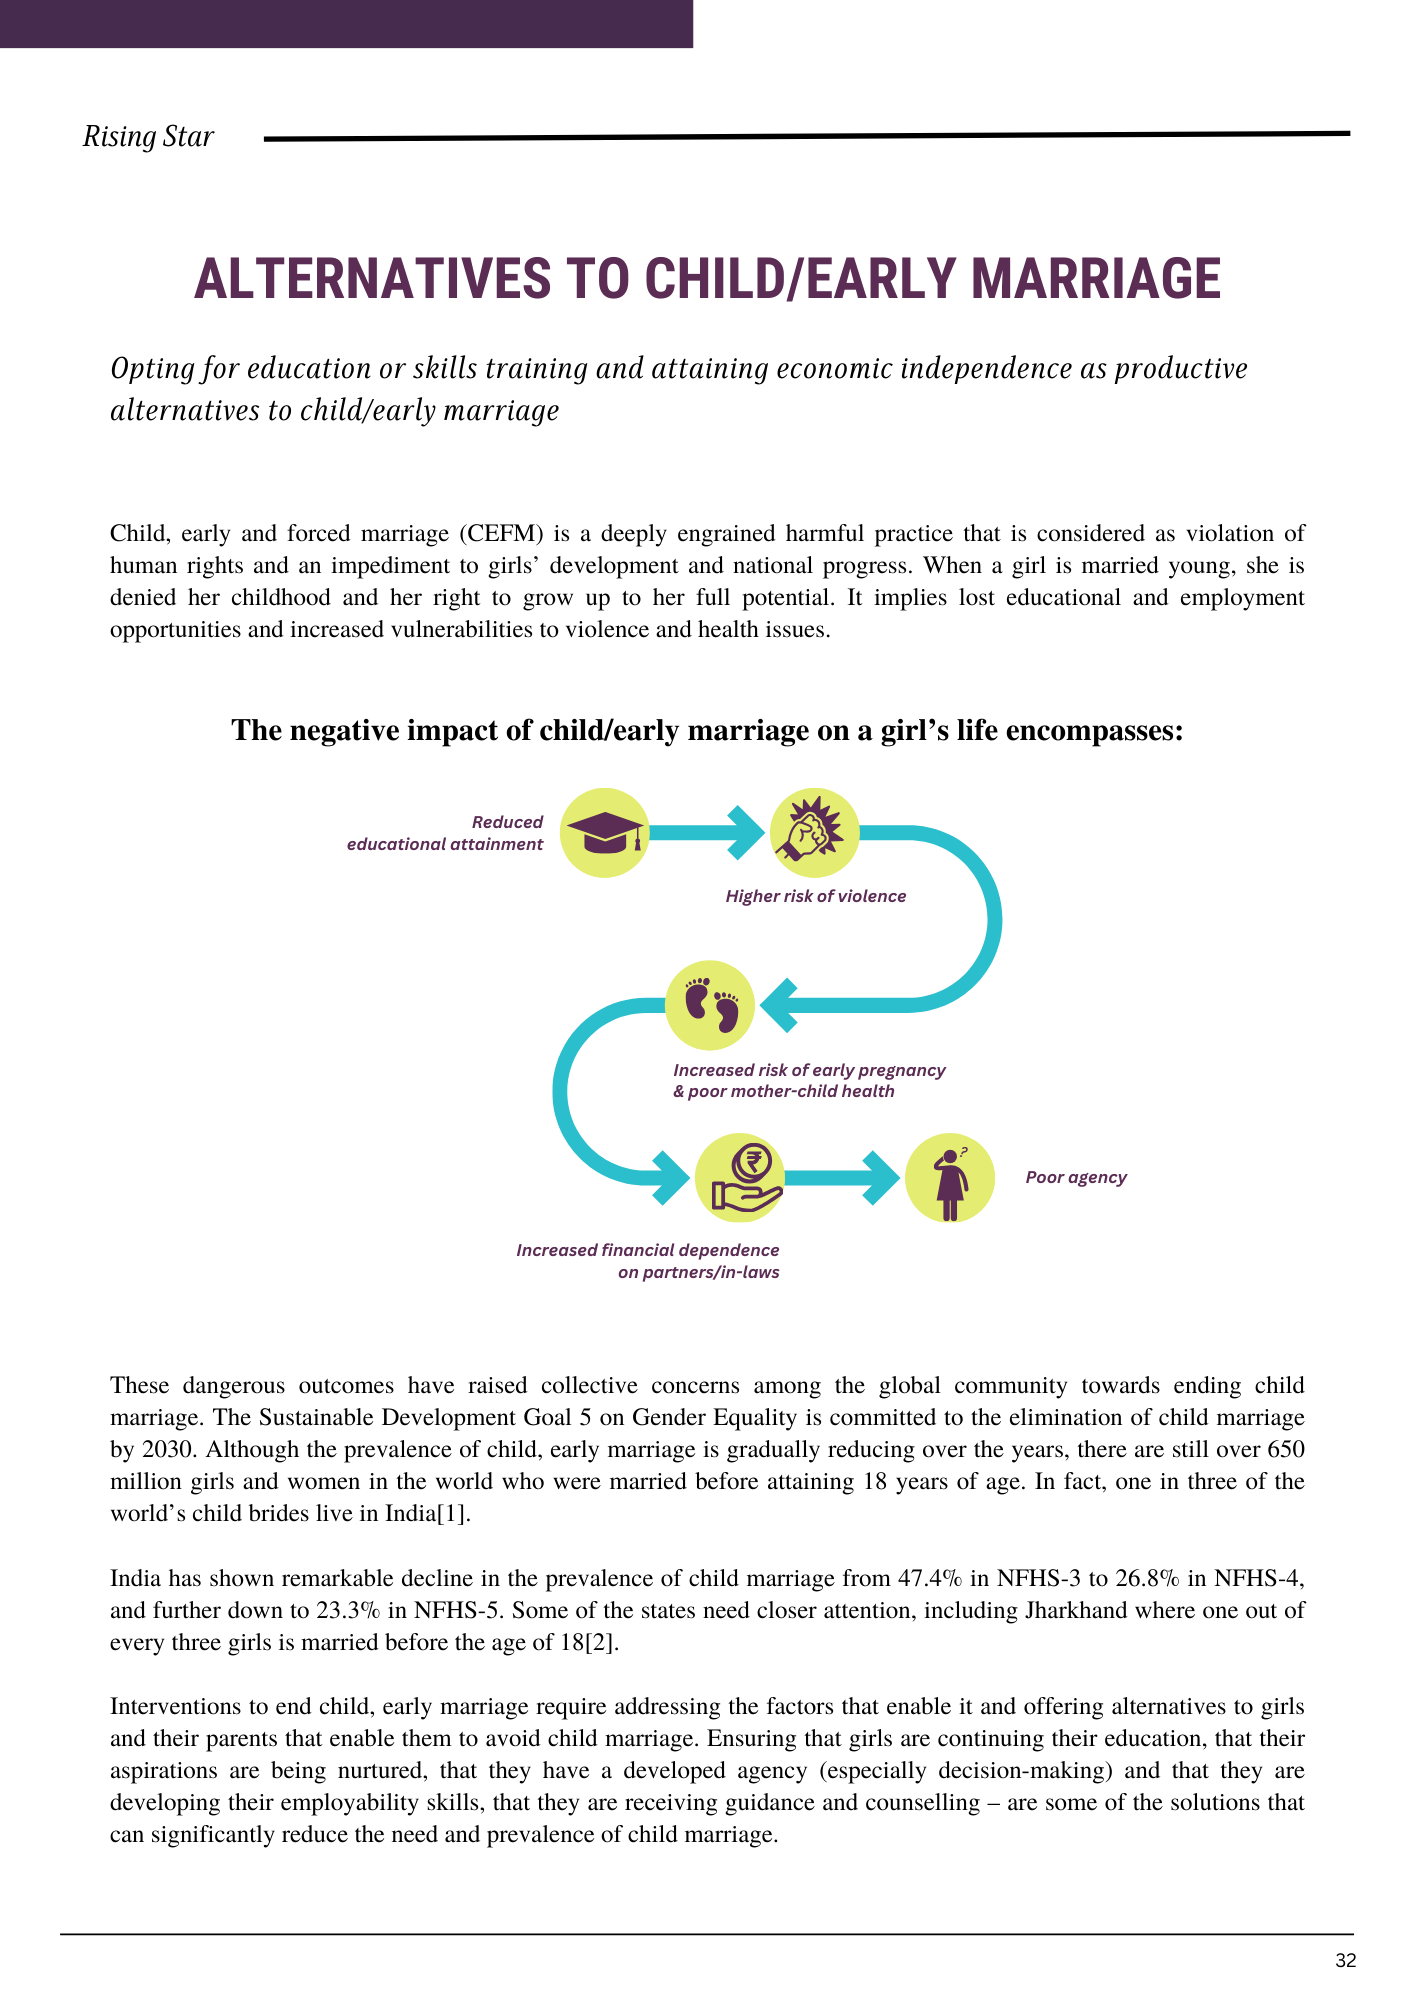 Rising Star
ALTERNATIVES TO CHILD/EARLY MARRIAGE
Opting for education or skills training and attaining economic independence as productive
alternatives to child/early marriage
Child, early and forced marriage (CEFM) is a deeply engrained harmful practice that is considered as violation of
human rights and an impediment to girls’ development and national progress. When a girl is married young, she is
denied her childhood and her right to grow up to her full potential. It implies lost educational and employment
opportunities and increased vulnerabilities to violence and health issues.
The negative impact of child/early marriage on a girl’s life encompasses:
Reduced
educational attainment
Higher risk of violence
Increased risk of early pregnancy
& poor mother-child health
₹
?
Poor agency
Increased financial dependence
on partners/in-laws
These dangerous outcomes have raised collective concerns among the global community towards ending child
marriage. The Sustainable Development Goal 5 on Gender Equality is committed to the elimination of child marriage
by 2030. Although the prevalence of child, early marriage is gradually reducing over the years, there are still over 650
million girls and women in the world who were married before attaining 18 years of age. In fact, one in three of the
world’s child brides live in India[1].
India has shown remarkable decline in the prevalence of child marriage from 47.4% in NFHS-3 to 26.8% in NFHS-4,
and further down to 23.3% in NFHS-5. Some of the states need closer attention, including Jharkhand where one out of
every three girls is married before the age of 18[2].
Interventions to end child, early marriage require addressing the factors that enable it and offering alternatives to girls
and their parents that enable them to avoid child marriage. Ensuring that girls are continuing their education, that their
aspirations are being nurtured, that they have a developed agency (especially decision-making) and that they are
developing their employability skills, that they are receiving guidance and counselling – are some of the solutions that
can significantly reduce the need and prevalence of child marriage.
32